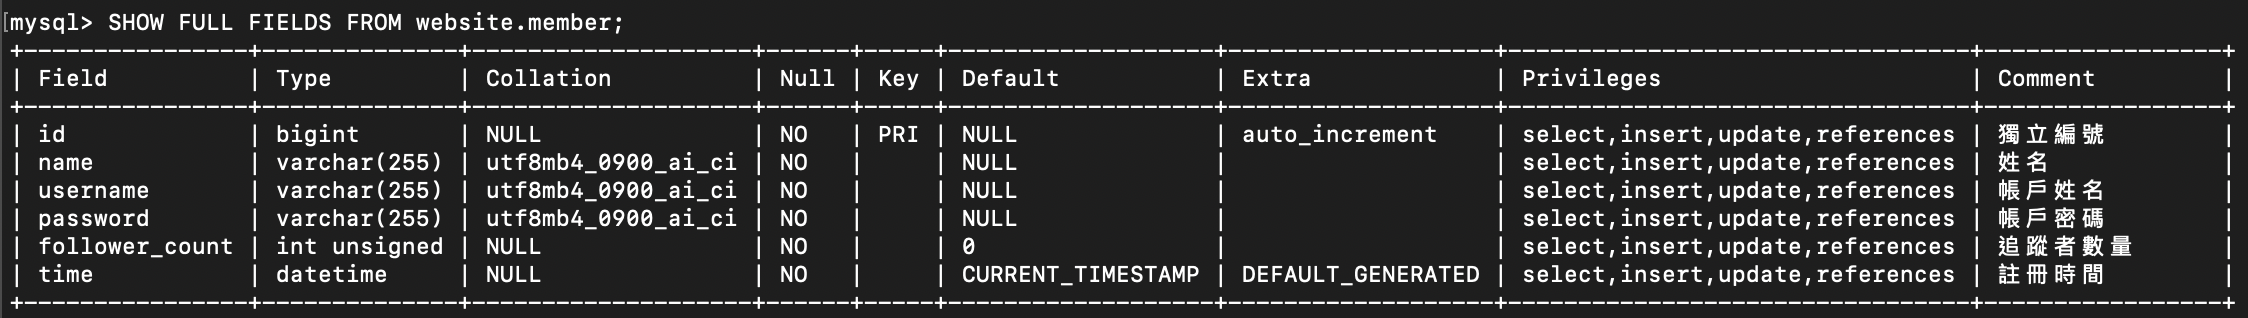 mysql> SHOW FULL FIELDS FROM website.member;
+----------------+--------------+--------------------+------+-----+-------------------+-------------------+---------------------------------+-----------------+
| Field | Type | Collation | Null | Key | Default | Extra | Privileges | Comment |
+----------------+--------------+--------------------+------+-----+-------------------+-------------------+---------------------------------+-----------------+
| id | bigint | NULL | NO | PRI | NULL | auto_increment | select,insert,update,references | 獨立編號 |
| name | varchar(255) | utf8mb4_0900_ai_ci | NO | | NULL | | select,insert,update,references | 姓名 |
| username | varchar(255) | utf8mb4_0900_ai_ci | NO | | NULL | | select,insert,update,references | 帳戶姓名 |
| password | varchar(255) | utf8mb4_0900_ai_ci | NO | | NULL | | select,insert,update,references | 帳戶密碼 |
| follower_count | int unsigned | NULL | NO | | 0 | | select,insert,update,references | 追蹤者數量 |
| time | datetime | NULL | NO | | CURRENT_TIMESTAMP | DEFAULT_GENERATED | select,insert,update,references | 註冊時間 |
+----------------+--------------+--------------------+------+-----+-------------------+-------------------+---------------------------------+-----------------+